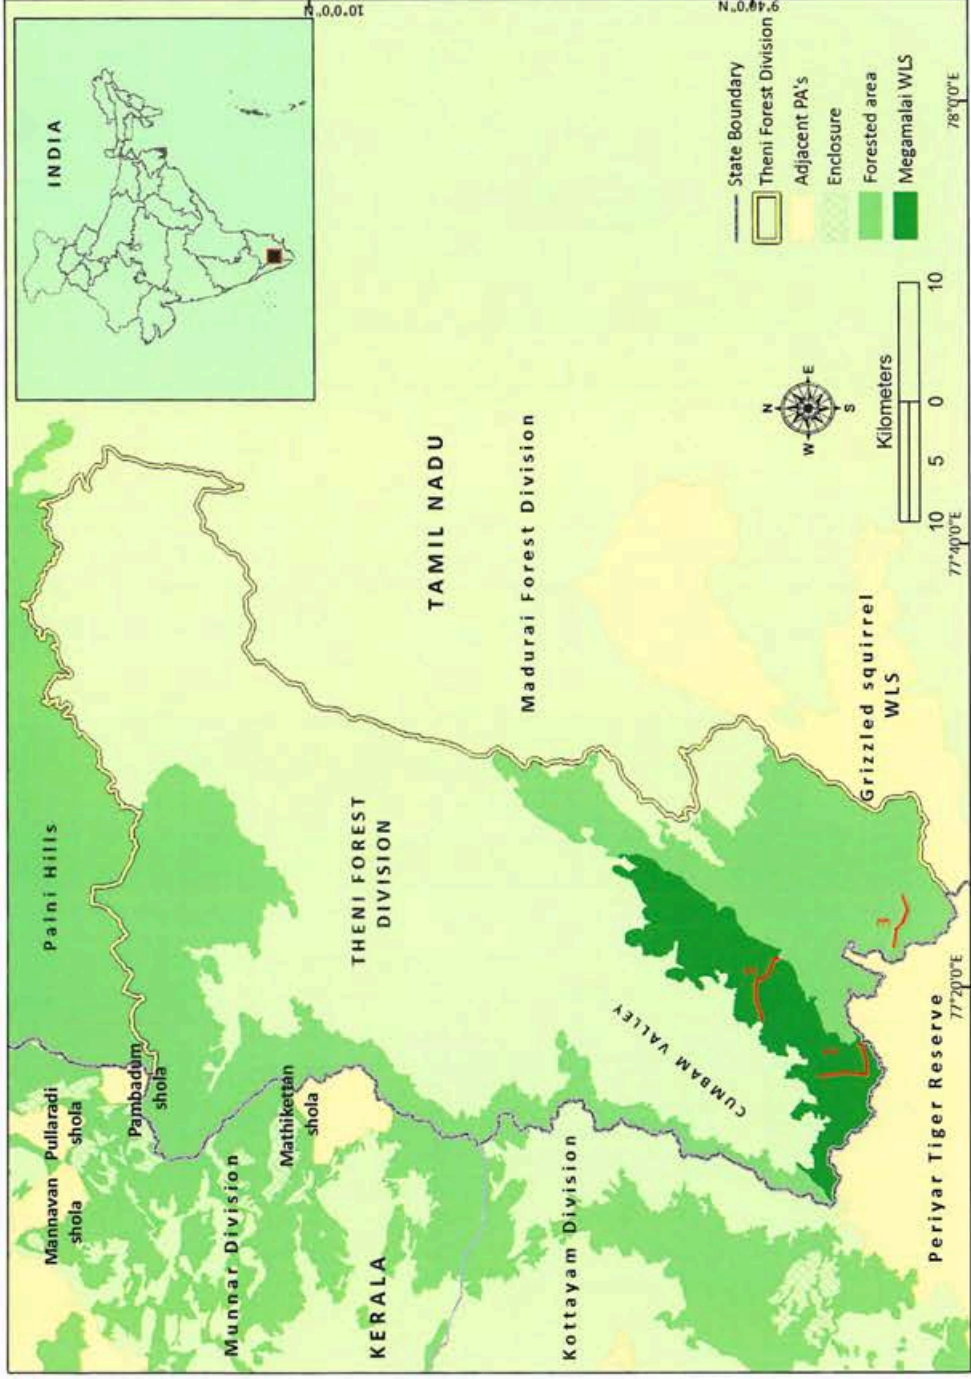 INDIA
10°0'0"N
9°40'0"N
Palni Hills
Mannavan
shola
Pullaradi
shola
Pambadum
shola
Mathikettan
shola
Munnar Division
KERALA
Kottayam Division
THENI FOREST
DIVISION
TAMIL NADU
Madurai Forest Division
CUMBAM VALLEY
Grizzled squirrel
WLS
Periyar Tiger Reserve
77°20'0"E
77°40'0"E
78°0'0"E
N
W
E
S
Kilometers
10 5 0 10
State Boundary
Theni Forest Division
Adjacent PA's
Enclosure
Forested area
Megamalai WLS